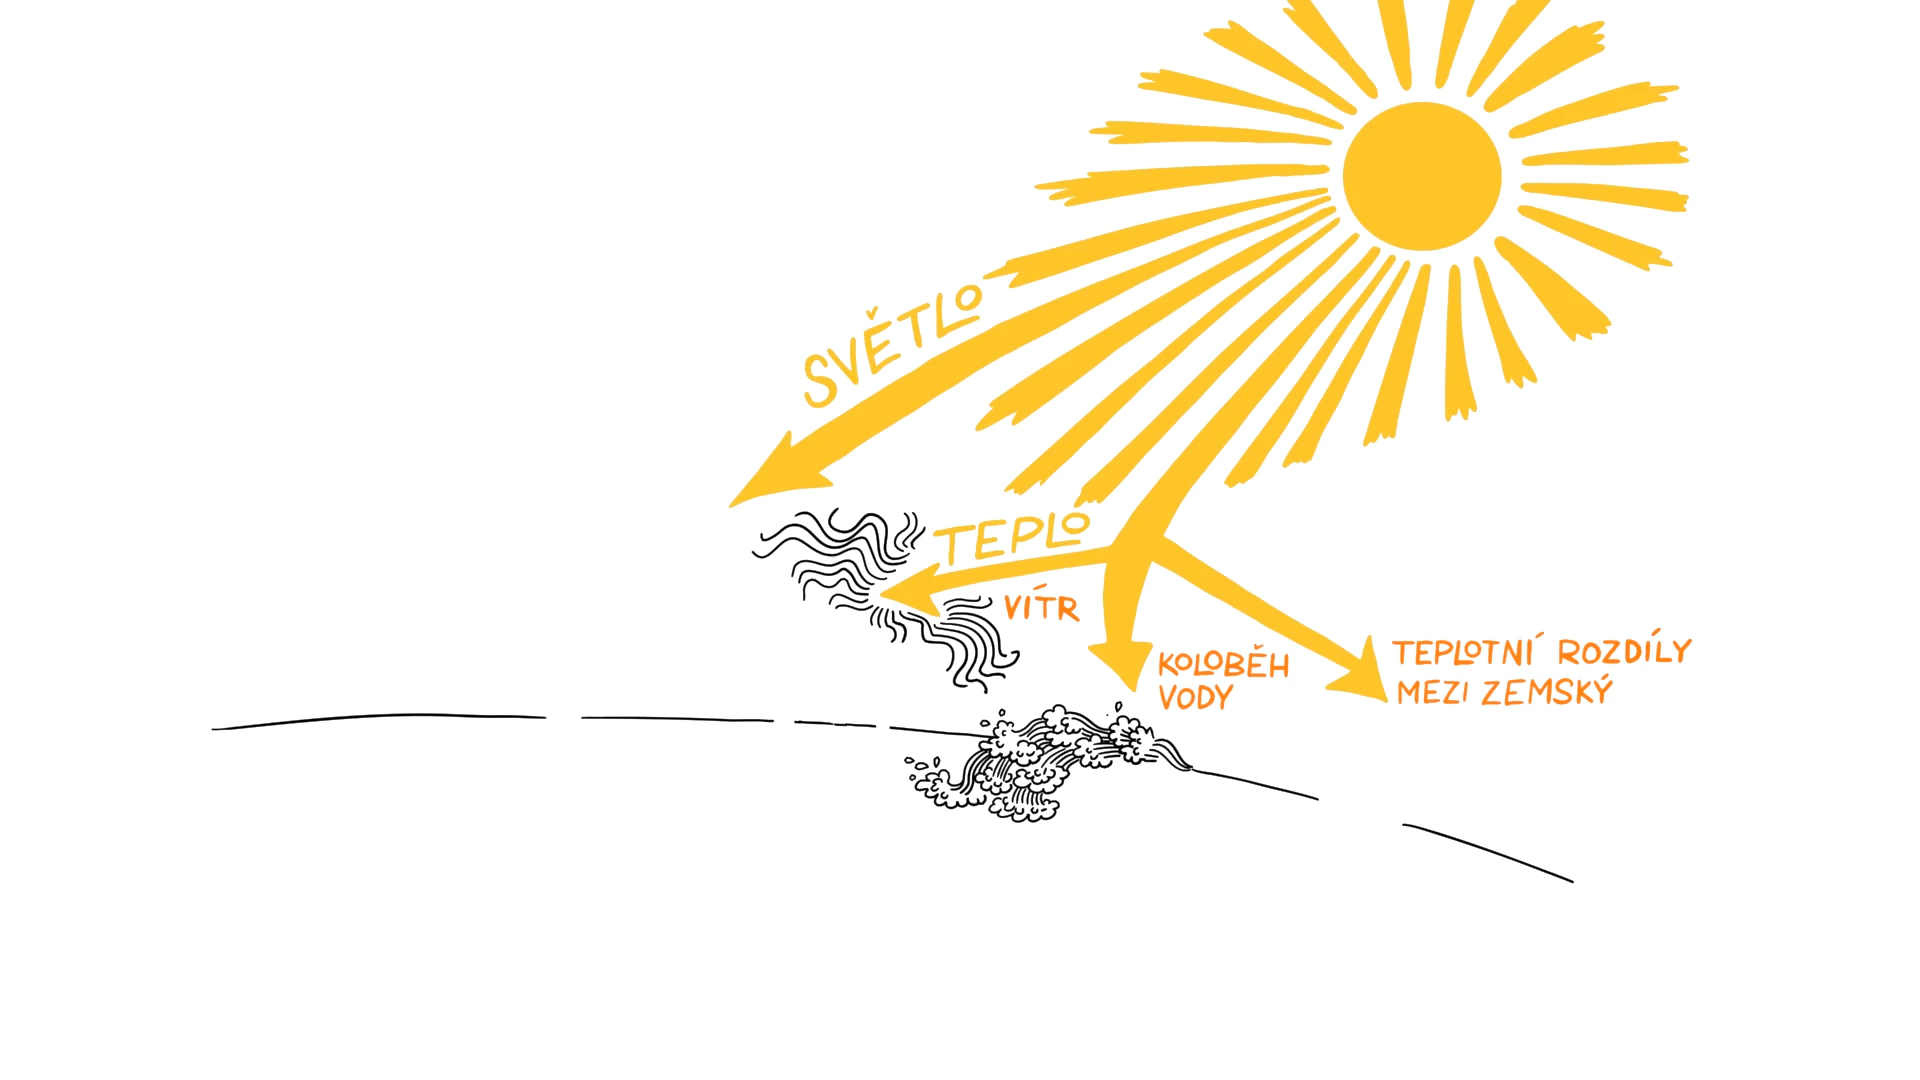 SVĚTLO
TEPLO
VÍTR
KOLOBĚH
VODY
TEPLOTNÍ ROZDÍLY
MEZI ZEMSKÝ